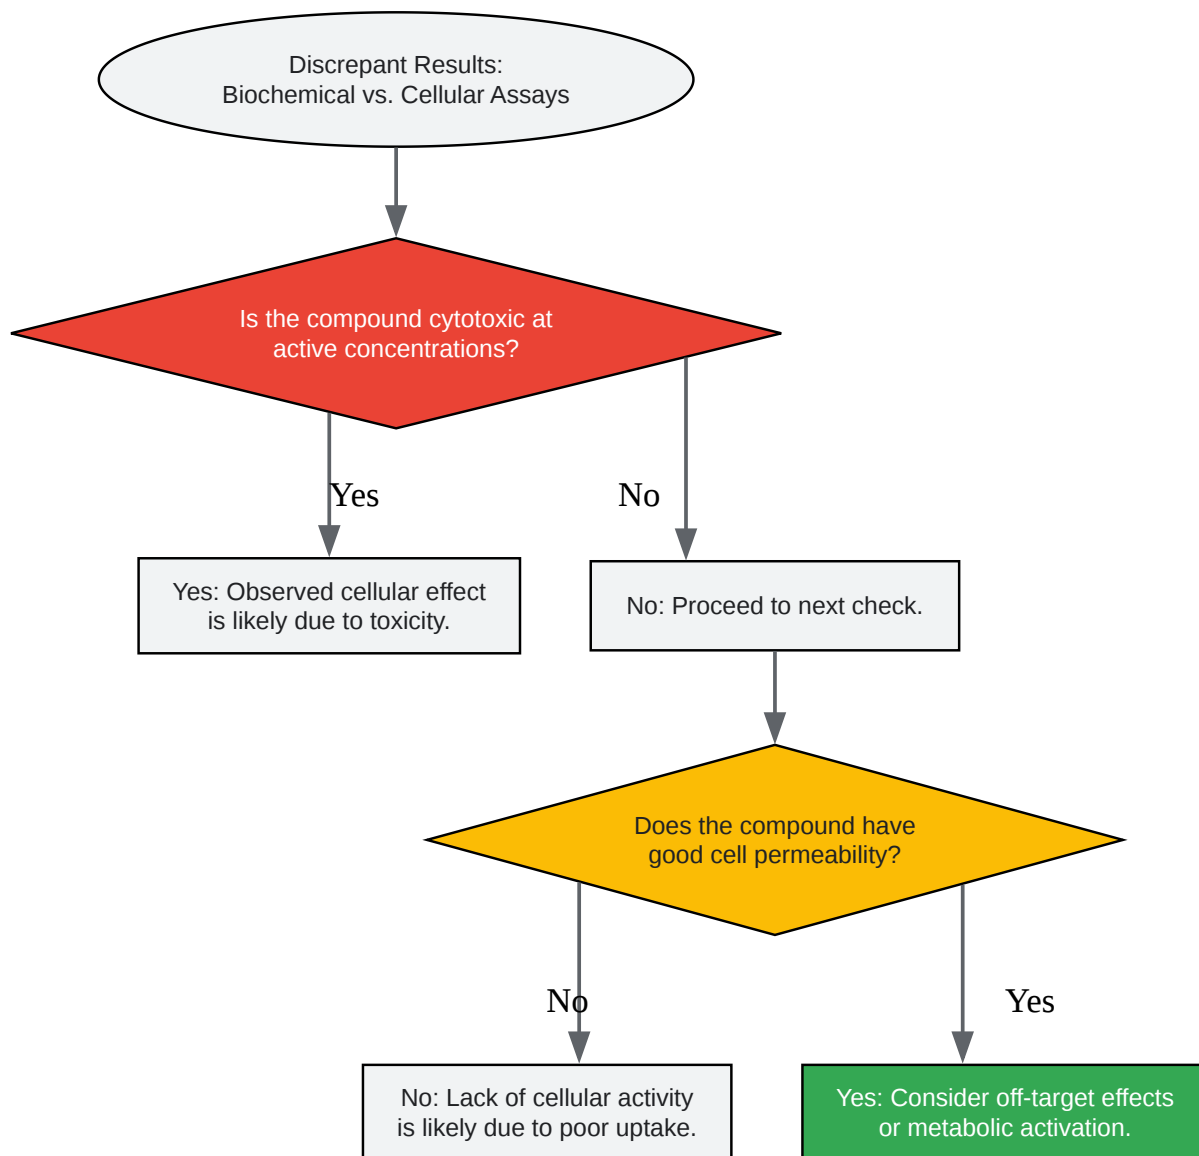 Discrepant Results:
Biochemical vs. Cellular Assays
Is the compound cytotoxic at
active concentrations?
Yes
No
Yes: Observed cellular effect
is likely due to toxicity.
No: Proceed to next check.
Does the compound have
good cell permeability?
No
Yes
No: Lack of cellular activity
is likely due to poor uptake.
Yes: Consider off-target effects
or metabolic activation.